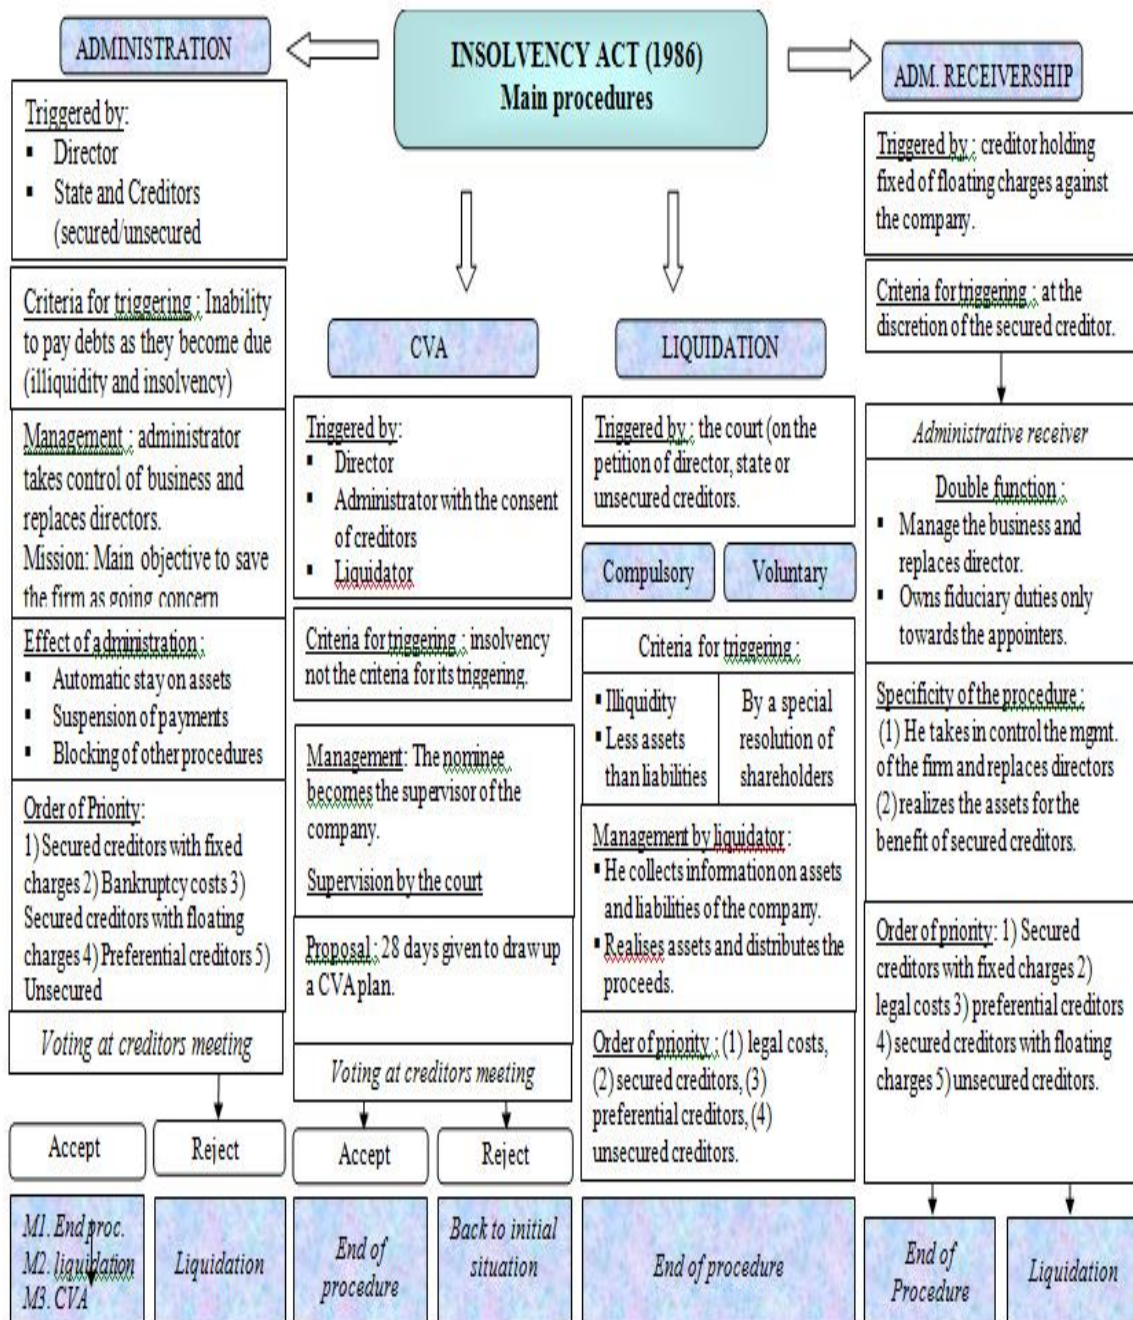 INSOLVENCY ACT (1986)
Main procedures
ADMINISTRATION
Triggered by:
▪ Director
▪ State and Creditors
(secured/unsecured
Criteria for triggering : Inability
to pay debts as they become due
(illiquidity and insolvency)
Management : administrator
takes control of business and
replaces directors.
Mission: Main objective to save
the firm as going concern
Effect of administration :
▪ Automatic stay on assets
▪ Suspension of payments
▪ Blocking of other procedures
Order of Priority:
1) Secured creditors with fixed
charges 2) Bankruptcy costs 3)
Secured creditors with floating
charges 4) Preferential creditors 5)
Unsecured
Voting at creditors meeting
Accept
Reject
M1. End proc.
M2. liquidation
M3. CVA
Liquidation
CVA
Triggered by:
▪ Director
▪ Administrator with the consent
of creditors
▪ Liquidator
Criteria for triggering : insolvency
not the criteria for its triggering.
Management: The nominee
becomes the supervisor of the
company.
Supervision by the court
Proposal : 28 days given to draw up
a CVA plan.
Voting at creditors meeting
Accept
Reject
End of
procedure
Back to initial
situation
LIQUIDATION
Triggered by : the court (on the
petition of director, state or
unsecured creditors.
Compulsory
Voluntary
Criteria for triggering :
▪ Illiquidity
▪ Less assets
than liabilities
By a special
resolution of
shareholders
Management by liquidator :
▪ He collects information on assets
and liabilities of the company.
▪ Realises assets and distributes the
proceeds.
Order of priority : (1) legal costs,
(2) secured creditors, (3)
preferential creditors, (4)
unsecured creditors.
End of procedure
ADM. RECEIVERSHIP
Triggered by : creditor holding
fixed of floating charges against
the company.
Criteria for triggering : at the
discretion of the secured creditor.
Administrative receiver
Double function :
▪ Manage the business and
replaces director.
▪ Owns fiduciary duties only
towards the appointers.
Specificity of the procedure :
(1) He takes in control the mgmt.
of the firm and replaces directors
(2) realizes the assets for the
benefit of secured creditors.
Order of priority: 1) Secured
creditors with fixed charges 2)
legal costs 3) preferential creditors
4) secured creditors with floating
charges 5) unsecured creditors.
End of
Procedure
Liquidation